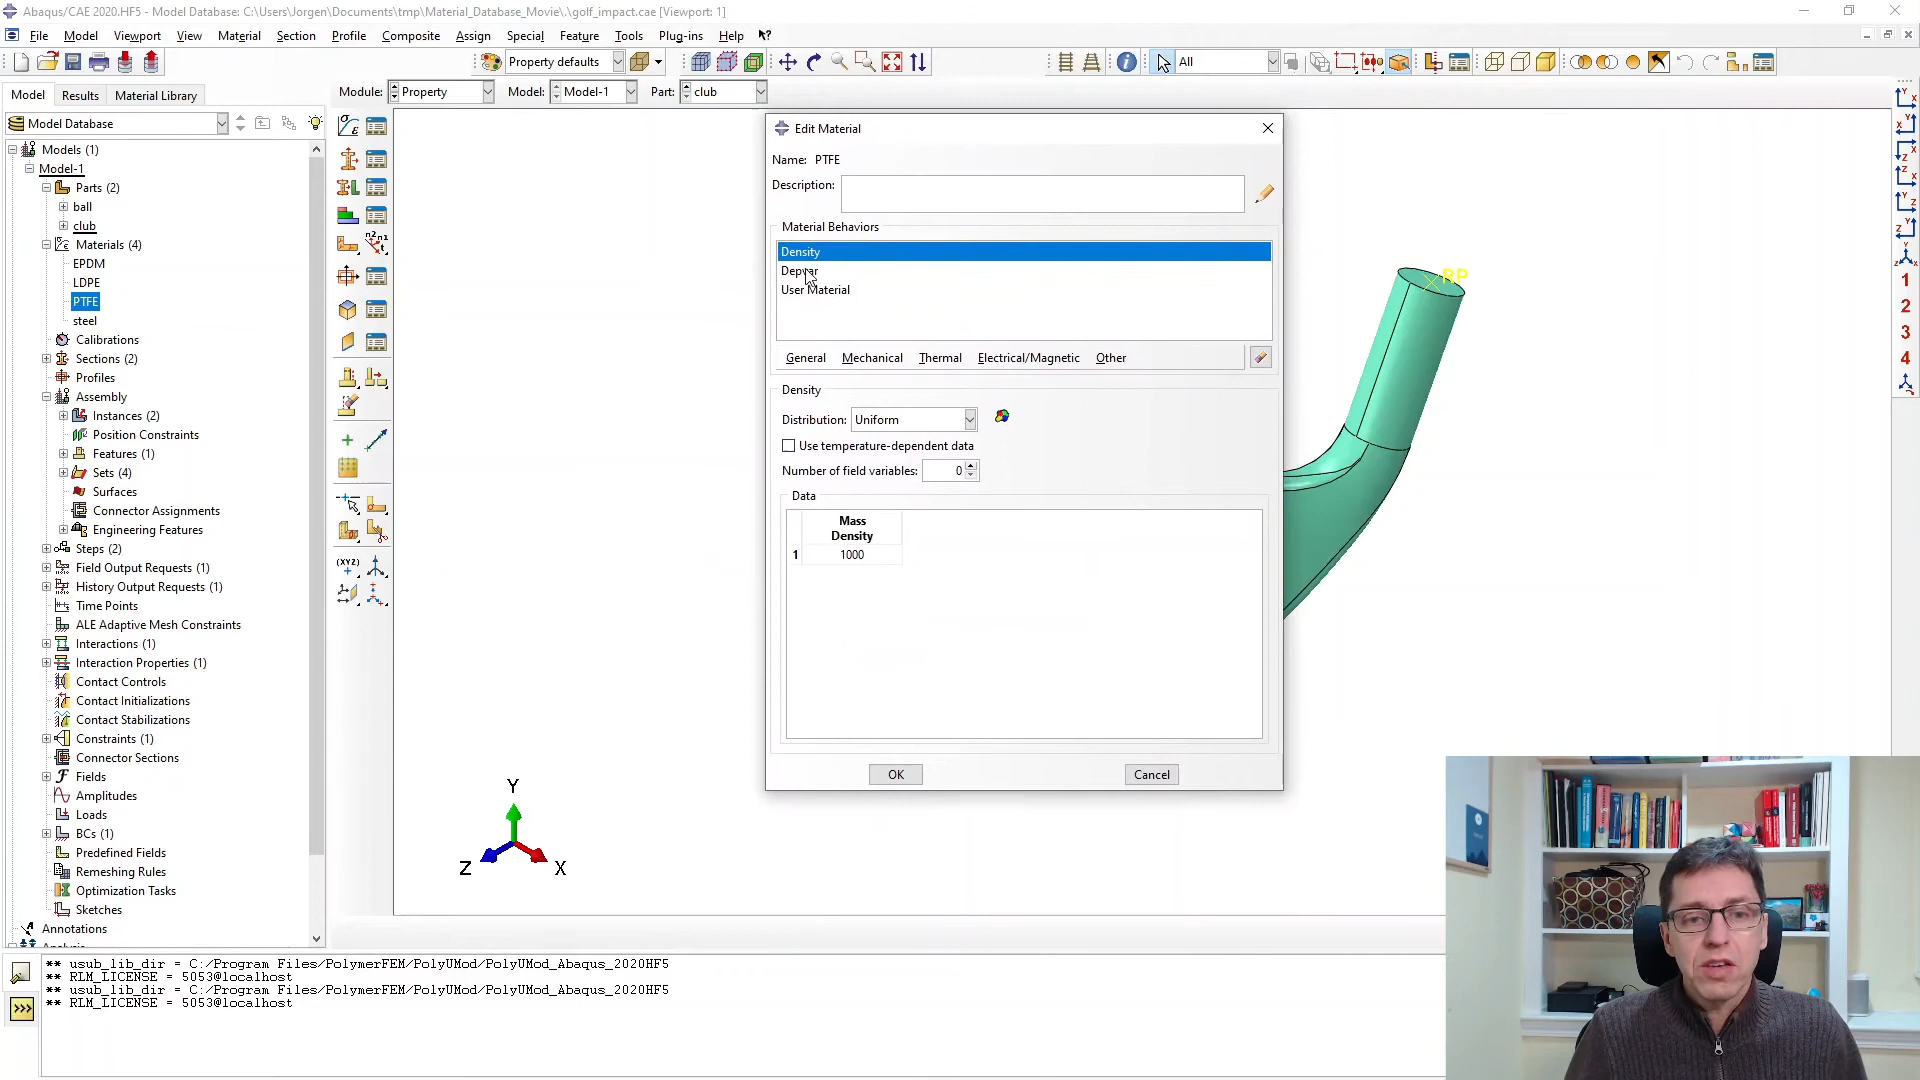 Abaqus/CAE 2020.HF5 - Model Database: C:\Users\Jorgen\Documents\tmp\Material_Database_Movie\.\golf_impact.cae [Viewport: 1]
File Model Viewport View Material Section Profile Composite Assign Special Feature Tools Plug-ins Help
Property defaults All
Model Results Material Library Module: Property Model: Model-1 Part: club
Model Database
Models (1)
Model-1
Parts (2)
ball
club
Materials (4)
EPDM
LDPE
PTFE
steel
Calibrations
Sections (2)
Profiles
Assembly
Instances (2)
Position Constraints
Features (1)
Sets (4)
Surfaces
Connector Assignments
Engineering Features
Steps (2)
Field Output Requests (1)
History Output Requests (1)
Time Points
ALE Adaptive Mesh Constraints
Interactions (1)
Interaction Properties (1)
Contact Controls
Contact Initializations
Contact Stabilizations
Constraints (1)
Connector Sections
Fields
Amplitudes
Loads
BCs (1)
Predefined Fields
Remeshing Rules
Optimization Tasks
Sketches
Annotations
Edit Material
Name: PTFE
Description:
Material Behaviors
Density
Depvar
User Material
General Mechanical Thermal Electrical/Magnetic Other
Density
Distribution: Uniform
Use temperature-dependent data
Number of field variables: 0
Data
Mass
Density
1 1000
OK Cancel
RP
Y
Z X
1
2
3
4
** usub_lib_dir = C:/Program Files/PolymerFEM/PolyUMod/PolyUMod_Abaqus_2020HF5
** RLM_LICENSE = 5053@localhost
** usub_lib_dir = C:/Program Files/PolymerFEM/PolyUMod/PolyUMod_Abaqus_2020HF5
** RLM_LICENSE = 5053@localhost
>>>